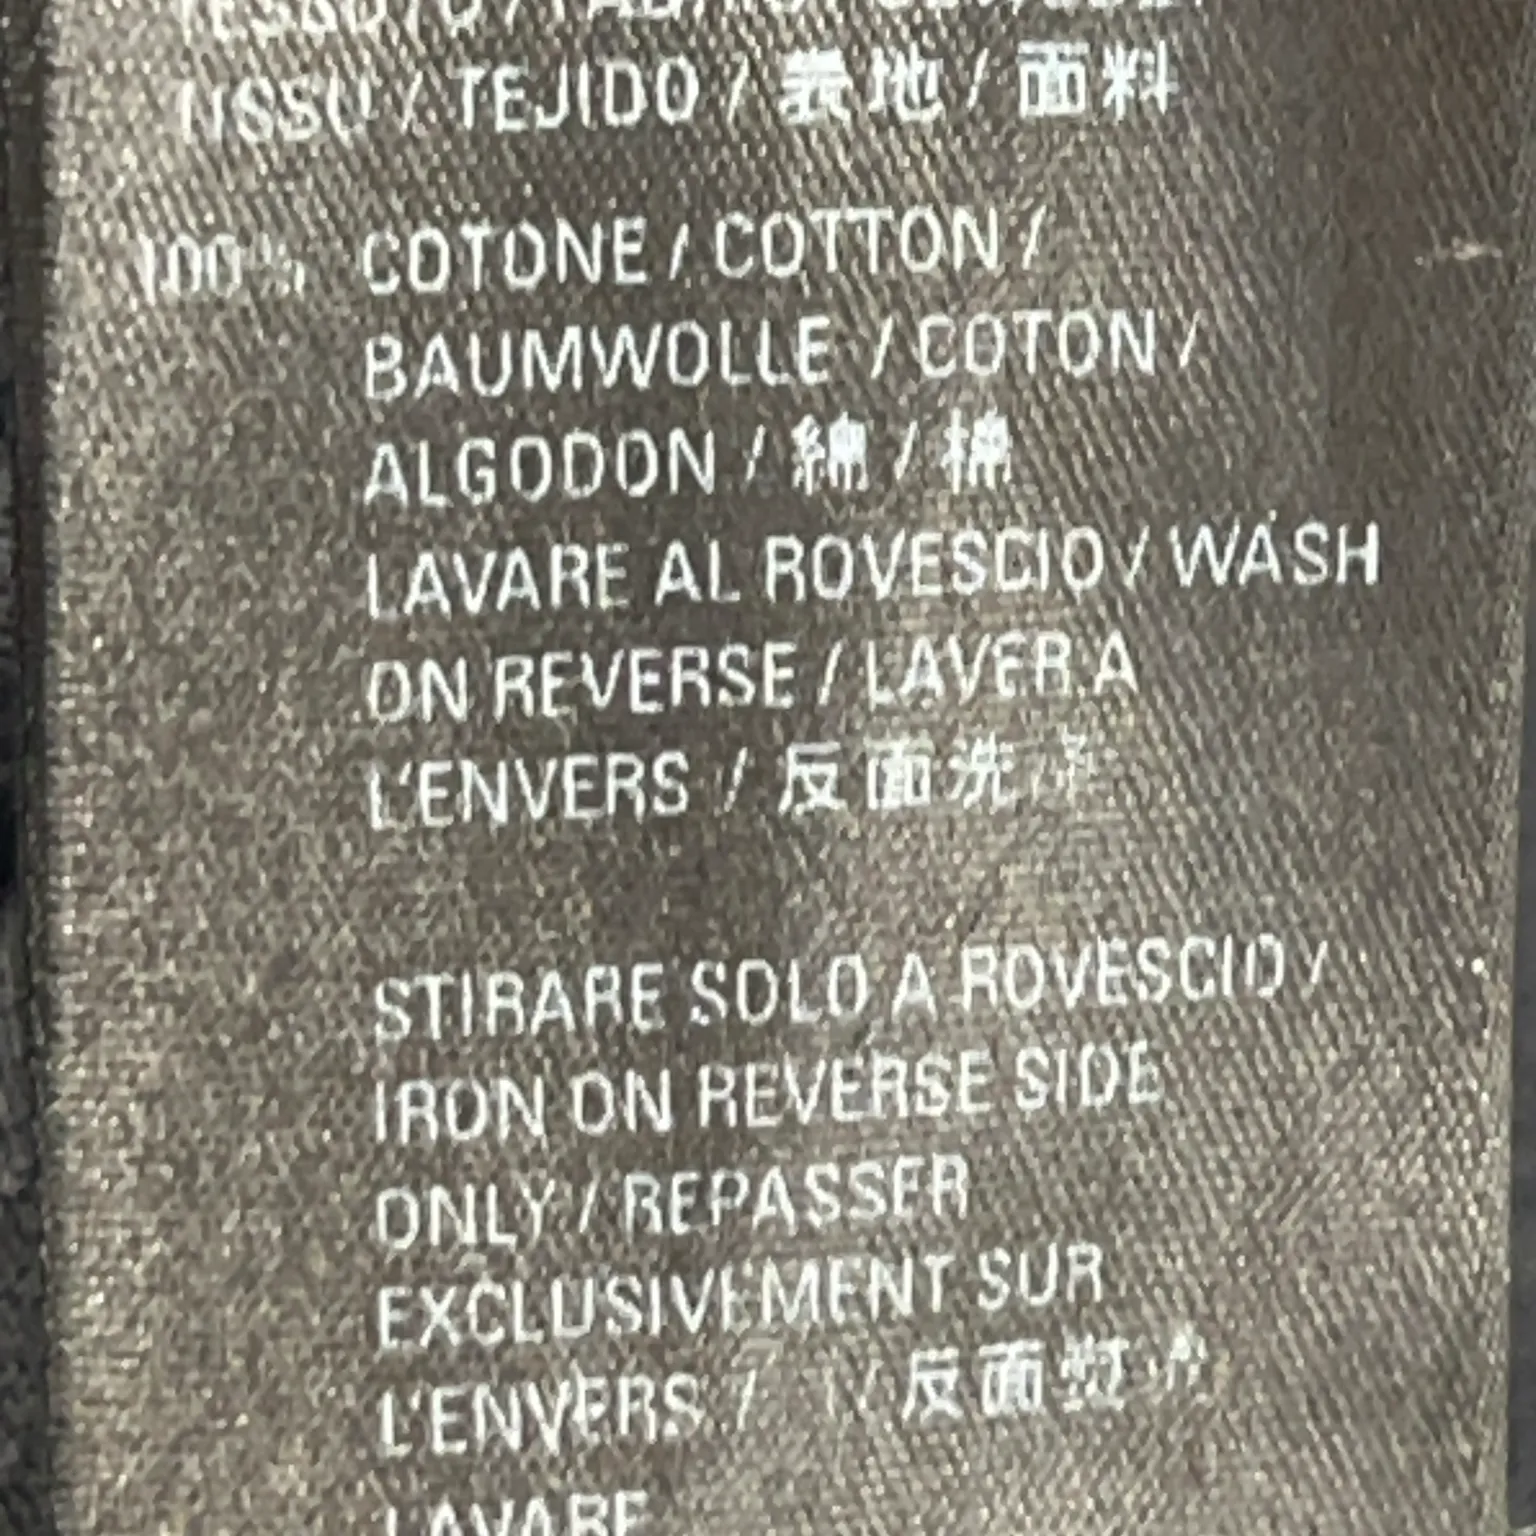 TISSU / TEJIDO / 表地 / 面料
100% COTONE / COTTON /
BAUMWOLLE / COTON /
ALGODON / 綿 / 棉
LAVARE AL ROVESCIO / WASH
ON REVERSE / LAVER A
L'ENVERS / 反面洗
STIRARE SOLO A ROVESCIO /
IRON ON REVERSE SIDE
ONLY / REPASSER
EXCLUSIVEMENT SUR
L'ENVERS / / 反面
LAVARE